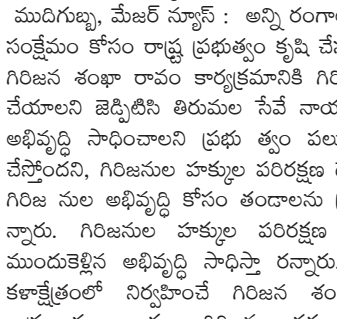 ముదిగుబ్బ, మేజర్ న్యూస్ : అన్ని రంగా
సంక్షేమం కోసం రాష్ట్ర ప్రభుత్వం కృషి చే
గిరిజన శంఖా రావం కార్యక్రమానికి గిరి
చేయాలని జెడ్పిటిసి తిరుమల సేవే నాయ
అభివృద్ధి సాధించాలని ప్రభు త్వం పలు
చేస్తోందని, గిరిజనుల హక్కుల పరిరక్షణ
గిరిజ నుల అభివృద్ధి కోసం తండాలను
న్నారు. గిరిజనుల హక్కుల పరిరక్షణ
ముందుకెళ్లిన అభివృద్ధి సాధిస్తా రన్నారు.
కళాక్షేత్రంలో నిర్వహించే గిరిజన శం